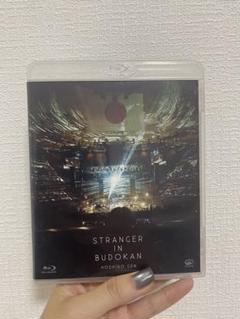 STRANGER
IN
BUDOKAN
HOSHINO GEN